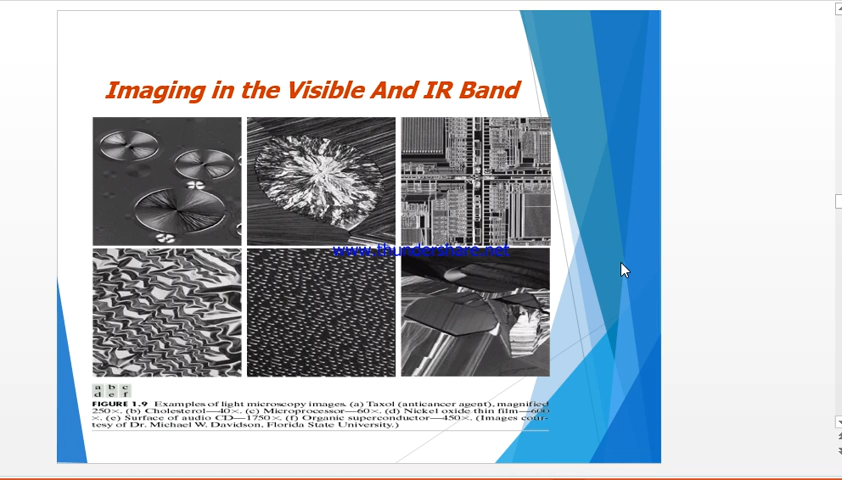 Imaging in the Visible And IR Band
www.thundershare.net
a b c
d e f
FIGURE 1.9 Examples of light microscopy images. (a) Taxol (anticancer agent), magnified
250×. (b) Cholesterol—40×. (c) Microprocessor—60×. (d) Nickel oxide thin film—600
×. (e) Surface of audio CD—1750×. (f) Organic superconductor—450×. (Images cour-
tesy of Dr. Michael W. Davidson, Florida State University.)